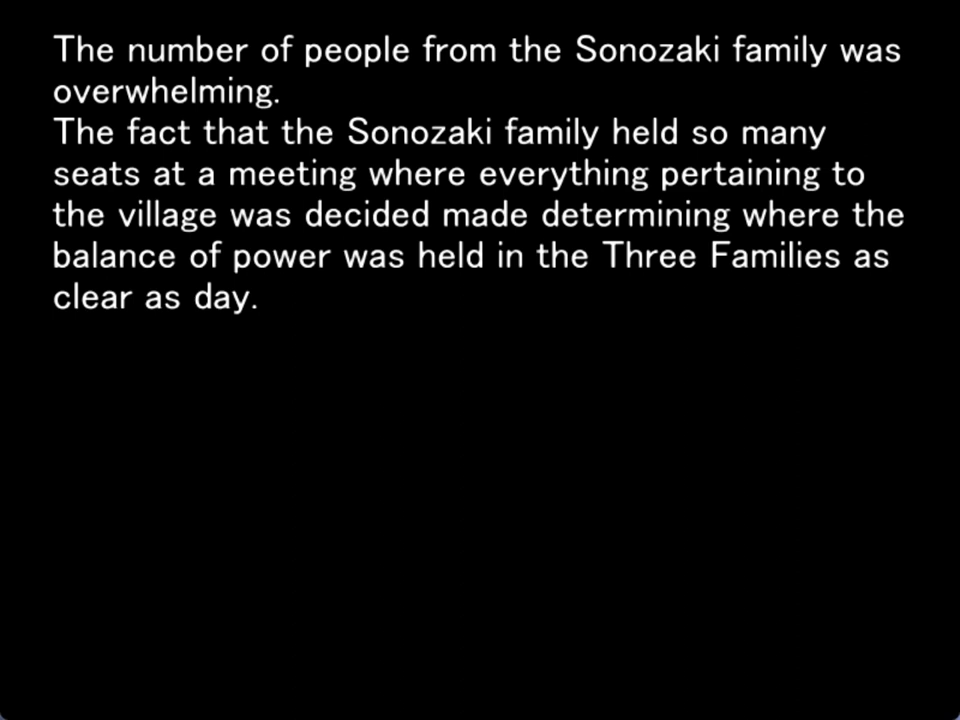 The number of people from the Sonozaki family was
overwhelming.
The fact that the Sonozaki family held so many
seats at a meeting where everything pertaining to
the village was decided made determining where the
balance of power was held in the Three Families as
clear as day.